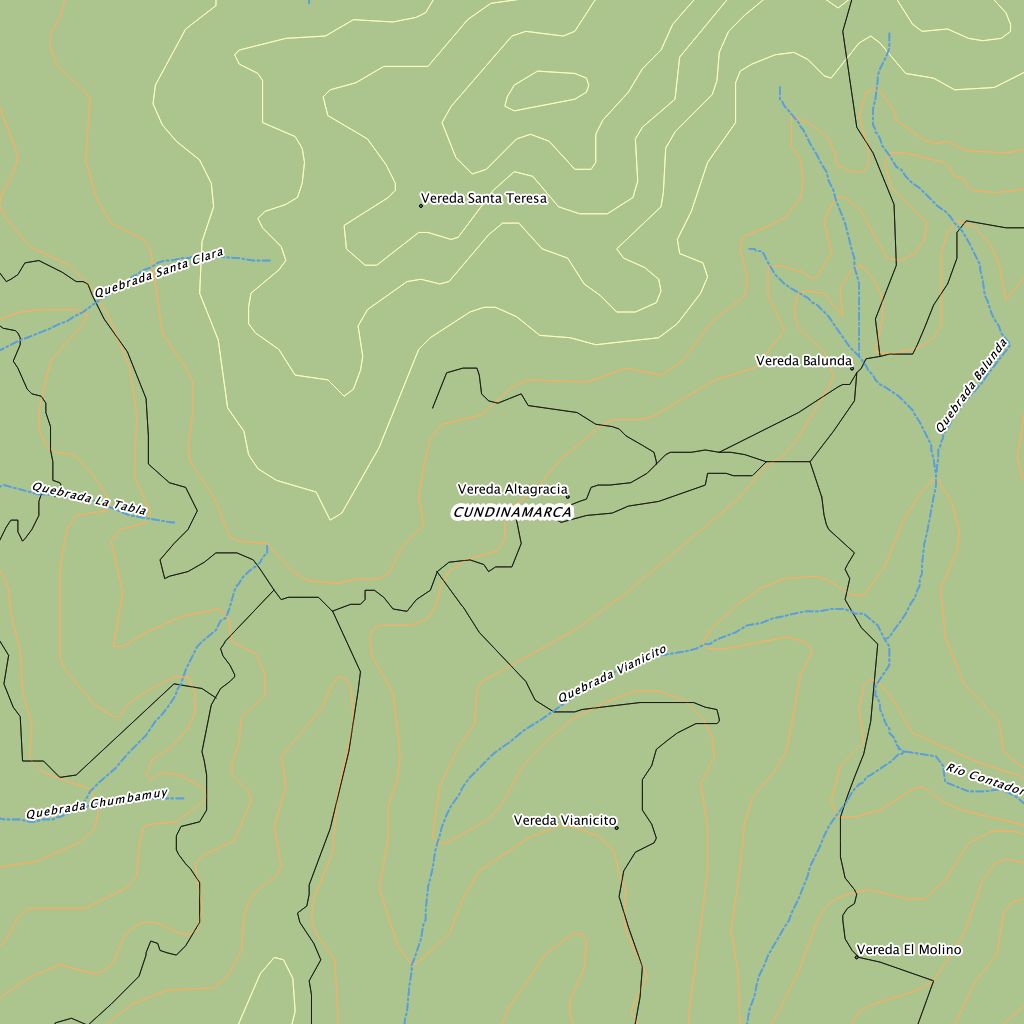 Vereda Santa Teresa
Quebrada Santa Clara
Vereda Balunda
Quebrada Balunda
Quebrada La Tabla
Vereda Altagracia
CUNDINAMARCA
Quebrada Vianicito
Río Contador
Quebrada Chumbamuy
Vereda Vianicito
Vereda El Molino